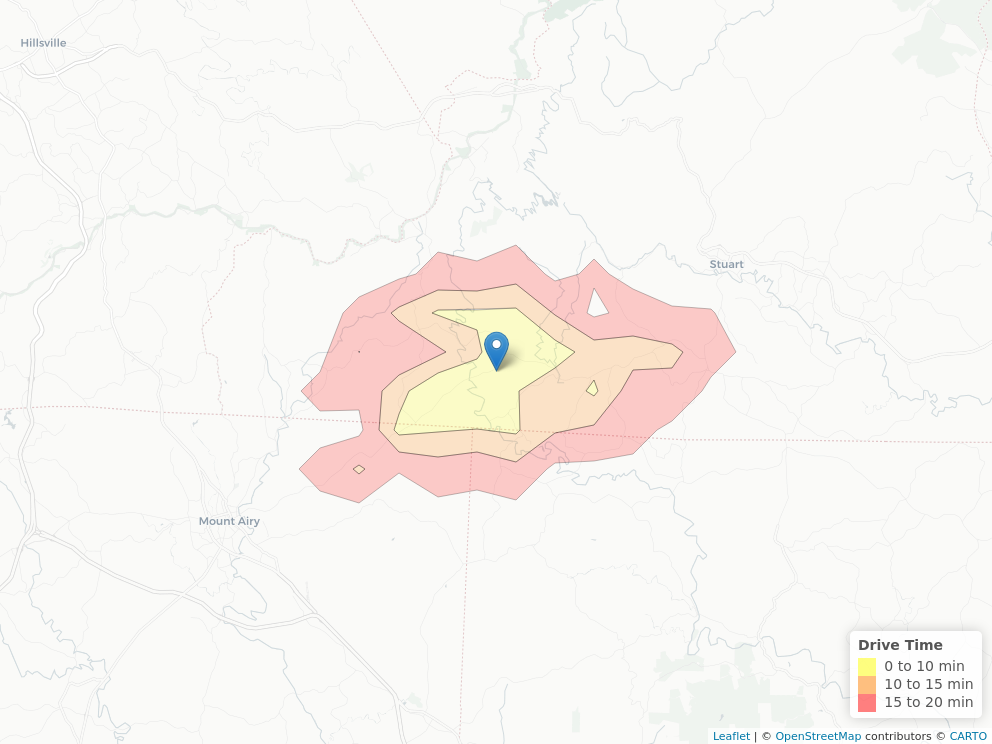 Hillsville
Stuart
Mount Airy
Drive Time
0 to 10 min
10 to 15 min
15 to 20 min
Leaflet | © OpenStreetMap contributors © CARTO